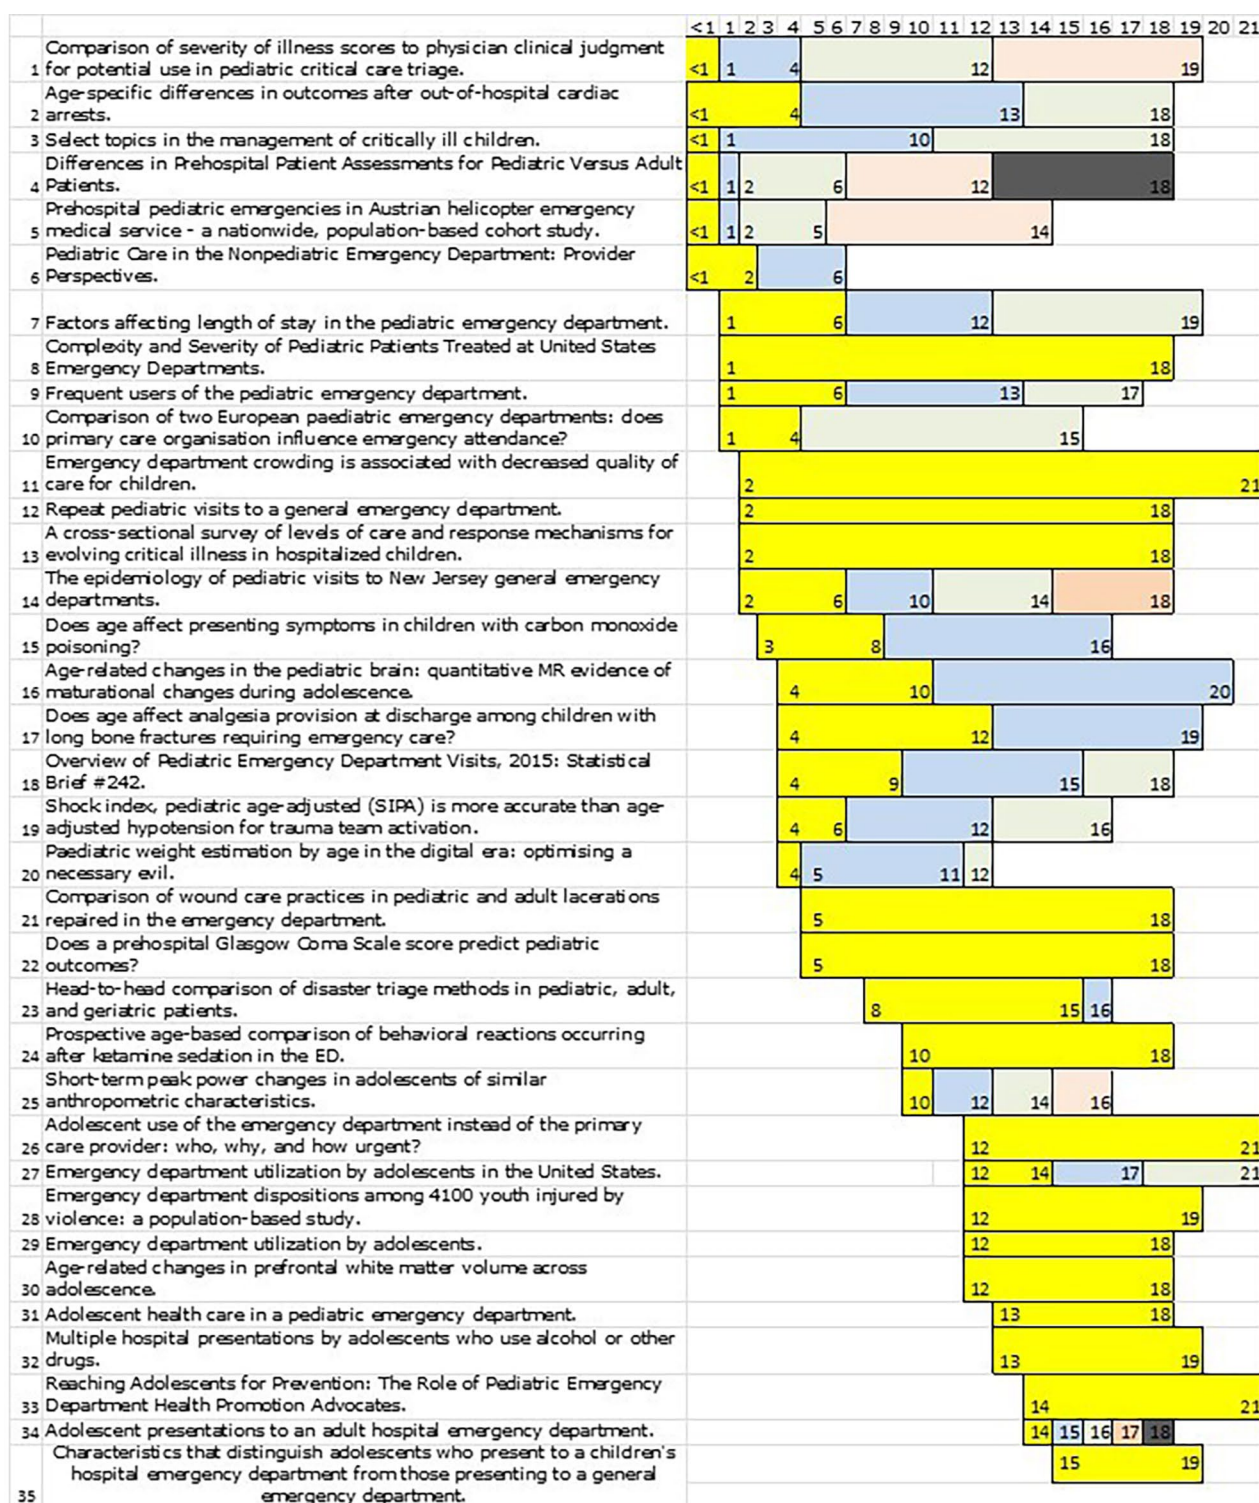 <1 1 2 3 4 5 6 7 8 9 10 11 12 13 14 15 16 17 18 19 20 21
Comparison of severity of illness scores to physician clinical judgment
1 for potential use in pediatric critical care triage. <1 1 4 12 19
Age-specific differences in outcomes after out-of-hospital cardiac
2 arrests. <1 4 13 18
3 Select topics in the management of critically ill children. <1 1 10 18
Differences in Prehospital Patient Assessments for Pediatric Versus Adult
4 Patients. <1 1 2 6 12 18
Prehospital pediatric emergencies in Austrian helicopter emergency
5 medical service - a nationwide, population-based cohort study. <1 1 2 5 14
Pediatric Care in the Nonpediatric Emergency Department: Provider
6 Perspectives. <1 2 6
7 Factors affecting length of stay in the pediatric emergency department. 1 6 12 19
Complexity and Severity of Pediatric Patients Treated at United States
8 Emergency Departments. 1 18
9 Frequent users of the pediatric emergency department. 1 6 13 17
Comparison of two European paediatric emergency departments: does
10 primary care organisation influence emergency attendance? 1 4 15
Emergency department crowding is associated with decreased quality of
11 care for children. 2 21
12 Repeat pediatric visits to a general emergency department. 2 18
A cross-sectional survey of levels of care and response mechanisms for
13 evolving critical illness in hospitalized children. 2 18
The epidemiology of pediatric visits to New Jersey general emergency
14 departments. 2 6 10 14 18
Does age affect presenting symptoms in children with carbon monoxide
15 poisoning? 3 8 16
Age-related changes in the pediatric brain: quantitative MR evidence of
16 maturational changes during adolescence. 4 10 20
Does age affect analgesia provision at discharge among children with
17 long bone fractures requiring emergency care? 4 12 19
Overview of Pediatric Emergency Department Visits, 2015: Statistical
18 Brief #242. 4 9 15 18
Shock index, pediatric age-adjusted (SIPA) is more accurate than age-
19 adjusted hypotension for trauma team activation. 4 6 12 16
Paediatric weight estimation by age in the digital era: optimising a
20 necessary evil. 4 5 11 12
Comparison of wound care practices in pediatric and adult lacerations
21 repaired in the emergency department. 5 18
Does a prehospital Glasgow Coma Scale score predict pediatric
22 outcomes? 5 18
Head-to-head comparison of disaster triage methods in pediatric, adult,
23 and geriatric patients. 8 15 16
Prospective age-based comparison of behavioral reactions occurring
24 after ketamine sedation in the ED. 10 18
Short-term peak power changes in adolescents of similar
25 anthropometric characteristics. 10 12 14 16
Adolescent use of the emergency department instead of the primary
26 care provider: who, why, and how urgent? 12 21
27 Emergency department utilization by adolescents in the United States. 12 14 17 21
Emergency department dispositions among 4100 youth injured by
28 violence: a population-based study. 12 19
29 Emergency department utilization by adolescents. 12 18
Age-related changes in prefrontal white matter volume across
30 adolescence. 12 18
31 Adolescent health care in a pediatric emergency department. 13 18
Multiple hospital presentations by adolescents who use alcohol or other
32 drugs. 13 19
Reaching Adolescents for Prevention: The Role of Pediatric Emergency
33 Department Health Promotion Advocates. 14 21
34 Adolescent presentations to an adult hospital emergency department. 14 15 16 17 18
Characteristics that distinguish adolescents who present to a children's
hospital emergency department from those presenting to a general 15 19
35 emergency department.